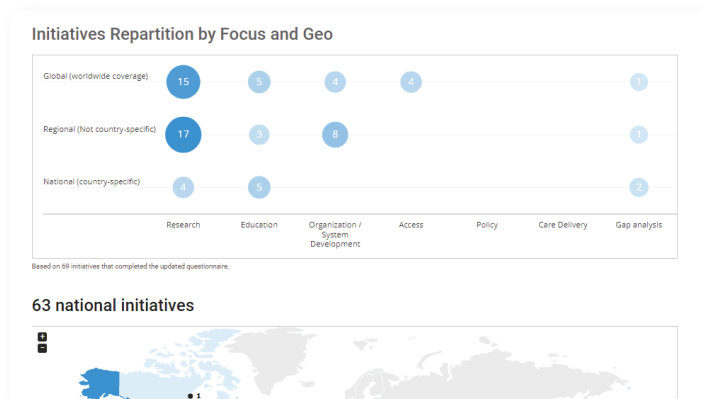 Initiatives Repartition by Focus and Geo
Global (worldwide coverage)
15
5
4
4
1
Regional (Not country-specific)
17
3
8
1
National (country-specific)
4
5
2
Research
Education
Organization /
System
Development
Access
Policy
Care Delivery
Gap analysis
Based on 69 initiatives that completed the updated questionnaire.
63 national initiatives
+
−
1